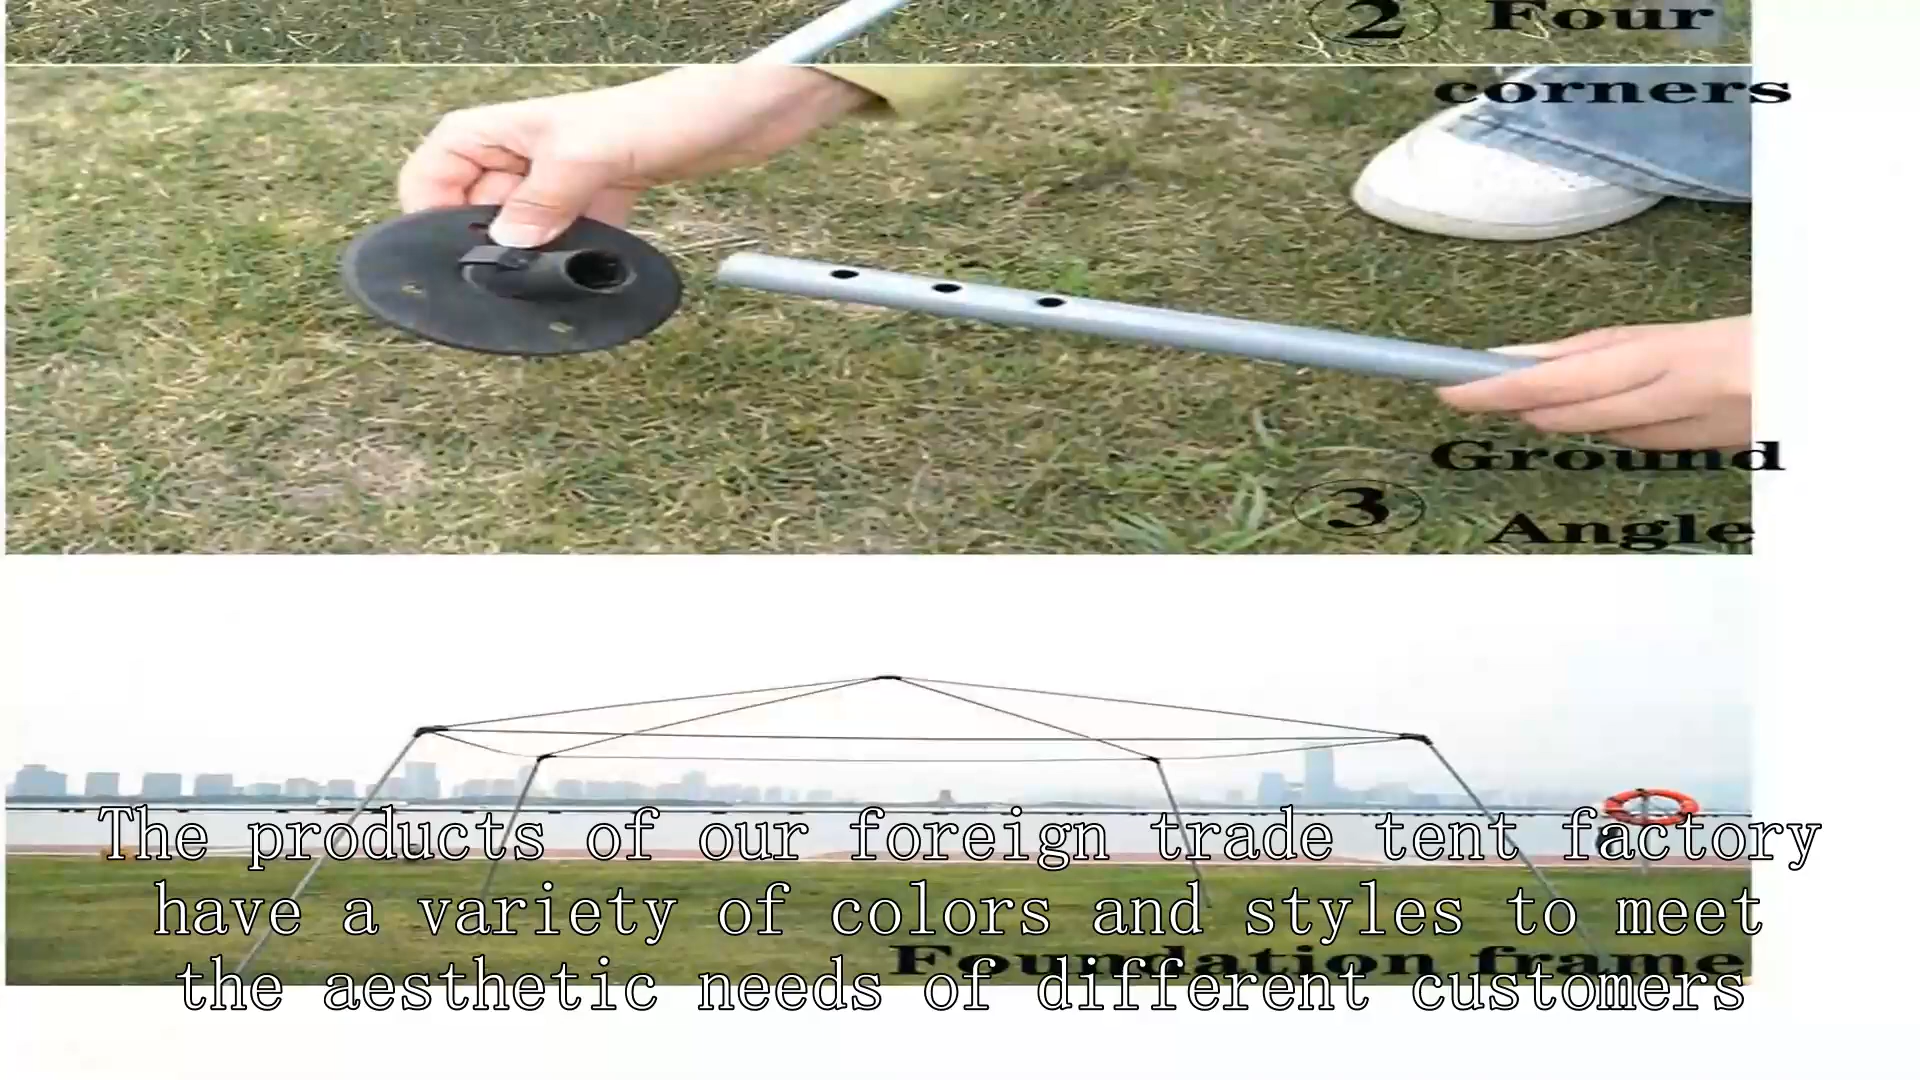 ② Four
corners
Ground
③ Angle
The products of our foreign trade tent factory
have a variety of colors and styles to meet
Foundation frame
the aesthetic needs of different customers